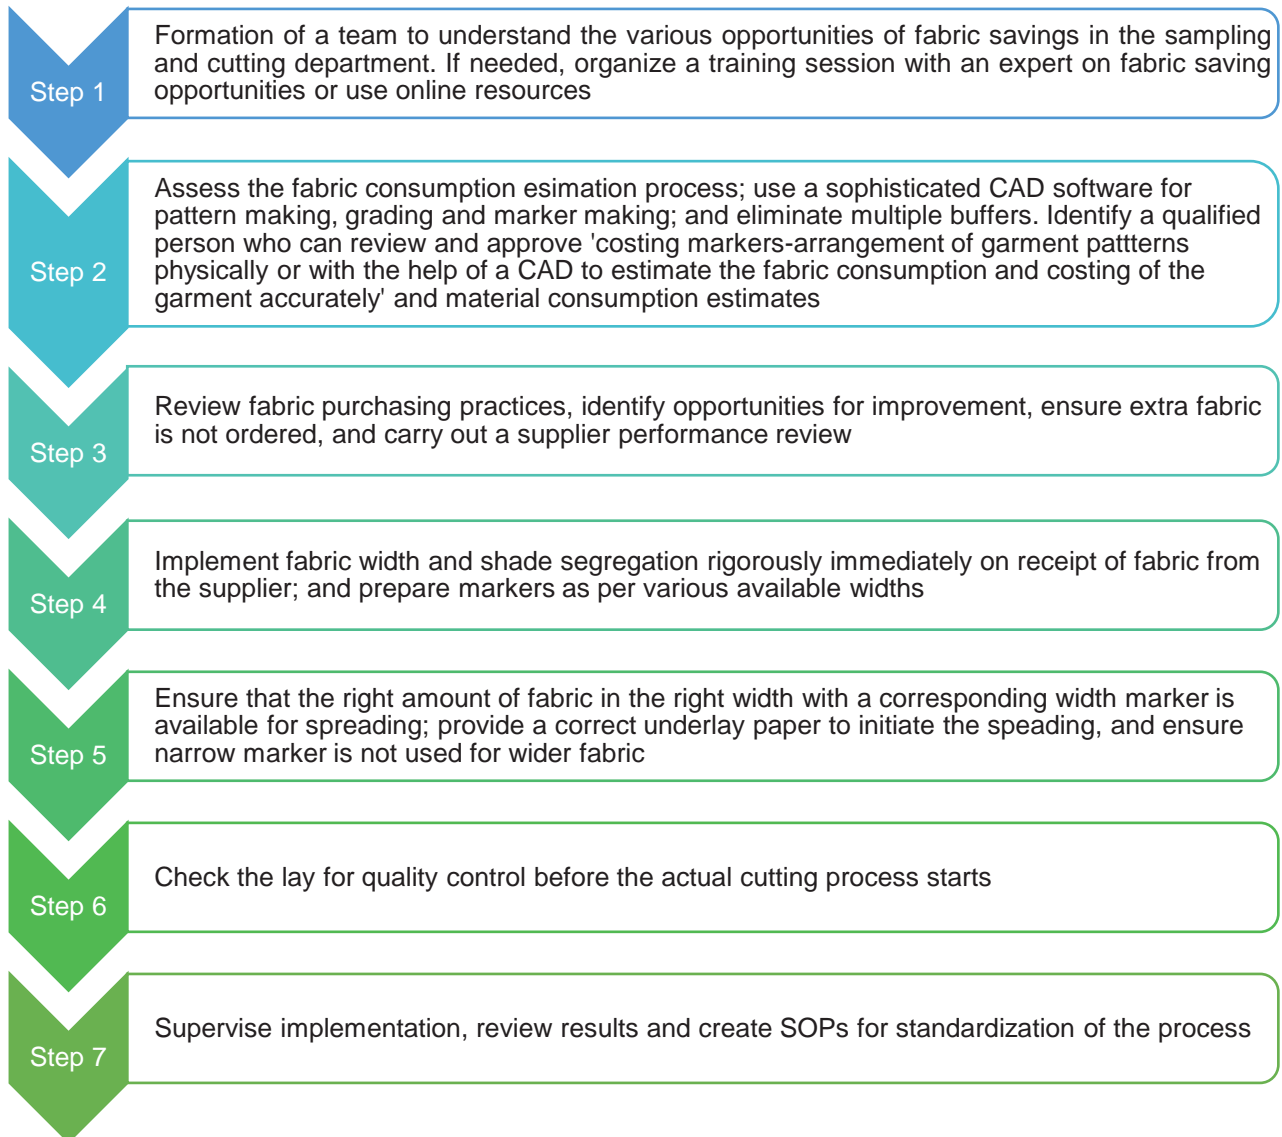 Step 1
Formation of a team to understand the various opportunities of fabric savings in the sampling
and cutting department. If needed, organize a training session with an expert on fabric saving
opportunities or use online resources
Step 2
Assess the fabric consumption esimation process; use a sophisticated CAD software for
pattern making, grading and marker making; and eliminate multiple buffers. Identify a qualified
person who can review and approve 'costing markers-arrangement of garment pattterns
physically or with the help of a CAD to estimate the fabric consumption and costing of the
garment accurately' and material consumption estimates
Step 3
Review fabric purchasing practices, identify opportunities for improvement, ensure extra fabric
is not ordered, and carry out a supplier performance review
Step 4
Implement fabric width and shade segregation rigorously immediately on receipt of fabric from
the supplier; and prepare markers as per various available widths
Step 5
Ensure that the right amount of fabric in the right width with a corresponding width marker is
available for spreading; provide a correct underlay paper to initiate the speading, and ensure
narrow marker is not used for wider fabric
Step 6
Check the lay for quality control before the actual cutting process starts
Step 7
Supervise implementation, review results and create SOPs for standardization of the process